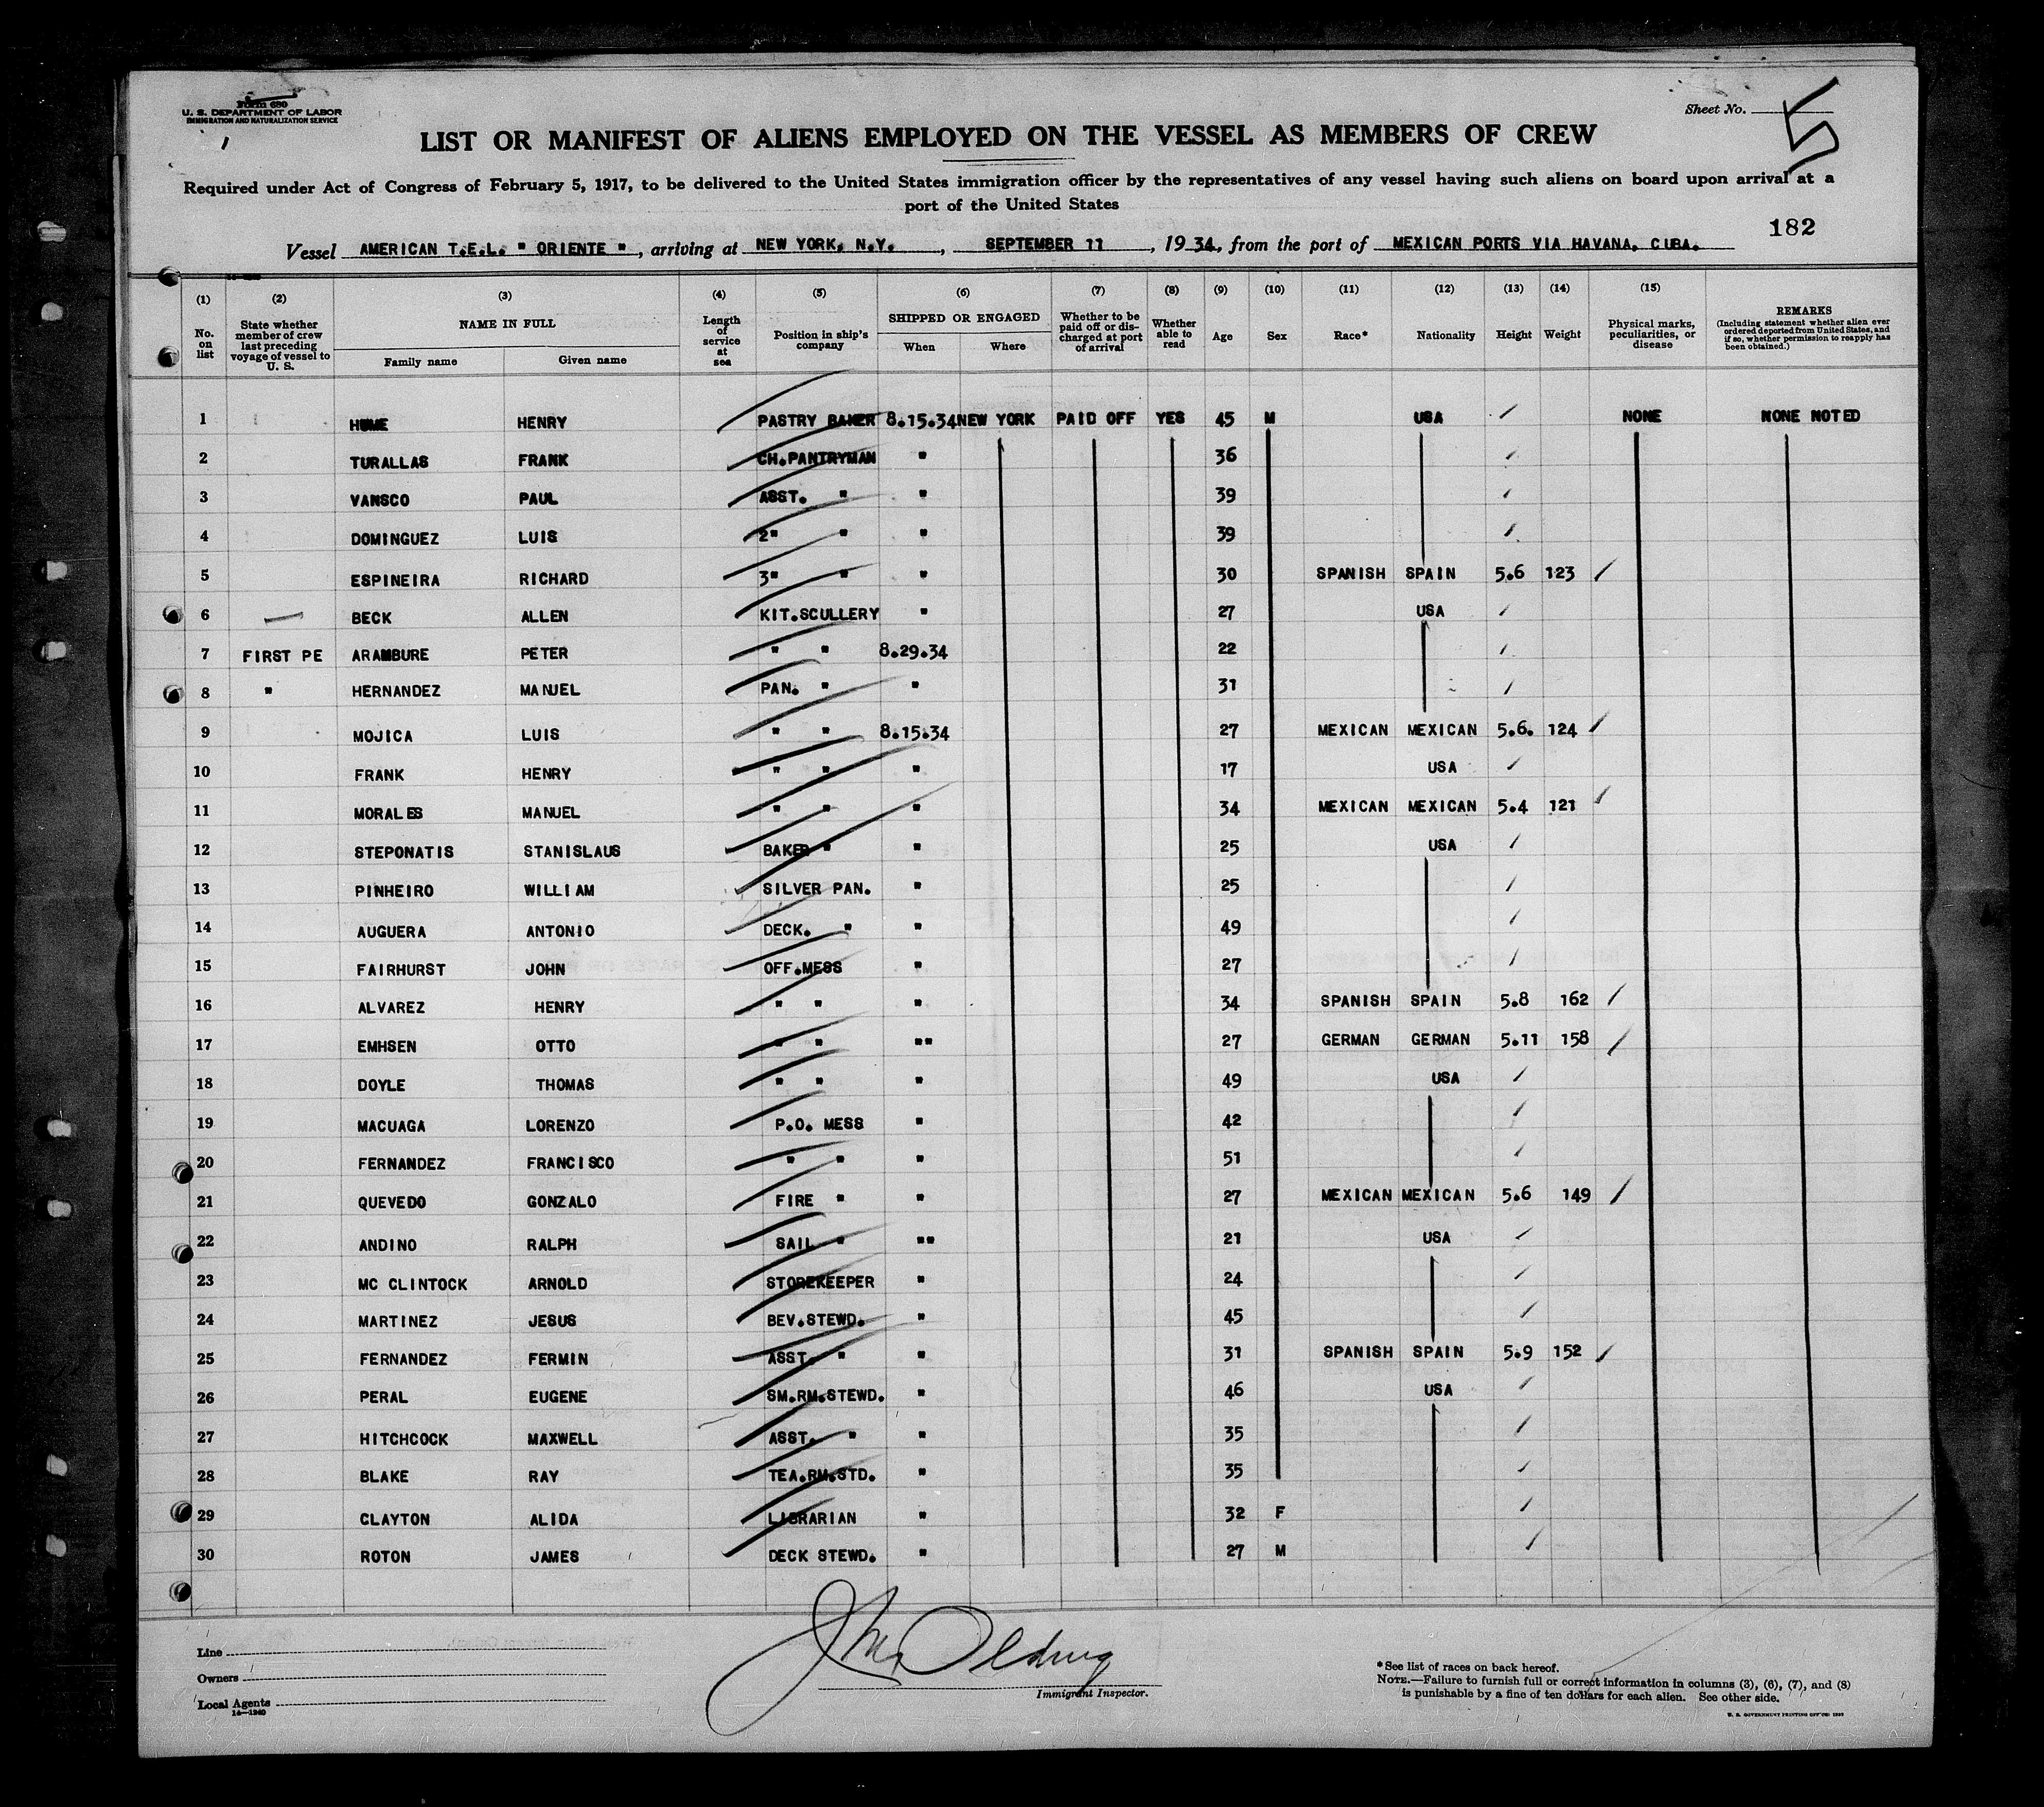 Form 680
U. S. DEPARTMENT OF LABOR
IMMIGRATION AND NATURALIZATION SERVICE
Sheet No. 5
LIST OR MANIFEST OF ALIENS EMPLOYED ON THE VESSEL AS MEMBERS OF CREW
Required under Act of Congress of February 5, 1917, to be delivered to the United States immigration officer by the representatives of any vessel having such aliens on board upon arrival at a
port of the United States
182
Vessel AMERICAN T.E.L. " ORIENTE ", arriving at NEW YORK, N.Y., SEPTEMBER 11, 1934, from the port of MEXICAN PORTS VIA HAVANA, CUBA.
(1) No. on list (2) State whether member of crew last preceding voyage of vessel to U. S. (3) NAME IN FULL Family name Given name (4) Length of service at sea (5) Position in ship's company (6) SHIPPED OR ENGAGED When Where (7) Whether to be paid off or discharged at port of arrival (8) Whether able to read (9) Age (10) Sex (11) Race* (12) Nationality (13) Height (14) Weight (15) Physical marks, peculiarities, or disease REMARKS (Including statement whether alien ever ordered deported from United States, and if so, whether permission to reapply has been obtained.)
1 HUME HENRY PASTRY BAKER 8.15.34 NEW YORK PAID OFF YES 45 M USA NONE NONE NOTED
2 TURALLAS FRANK CH.PANTRYMAN " 36
3 VANSCO PAUL ASST. " " 39
4 DOMINGUEZ LUIS 2" " " 39
5 ESPINEIRA RICHARD 3" " " 30 SPANISH SPAIN 5.6 123
6 BECK ALLEN KIT.SCULLERY " 27 USA
7 FIRST PE ARAMBURE PETER " " 8.29.34 22
8 " HERNANDEZ MANUEL PAN. " " 31
9 MOJICA LUIS " " 8.15.34 27 MEXICAN MEXICAN 5.6. 124
10 FRANK HENRY " " " 17 USA
11 MORALES MANUEL " " " 34 MEXICAN MEXICAN 5.4 121
12 STEPONATIS STANISLAUS BAKER " " 25 USA
13 PINHEIRO WILLIAM SILVER PAN. " 25
14 AUGUERA ANTONIO DECK. " " 49
15 FAIRHURST JOHN OFF.MESS " 27
16 ALVAREZ HENRY " " " 34 SPANISH SPAIN 5.8 162
17 EMHSEN OTTO " " "" 27 GERMAN GERMAN 5.11 158
18 DOYLE THOMAS " " " 49 USA
19 MACUAGA LORENZO P.O. MESS " 42
20 FERNANDEZ FRANCISCO " " " 51
21 QUEVEDO GONZALO FIRE " " 27 MEXICAN MEXICAN 5.6 149
22 ANDINO RALPH SAIL " "" 21 USA
23 MC CLINTOCK ARNOLD STOREKEEPER " 24
24 MARTINEZ JESUS BEV.STEWD. " 45
25 FERNANDEZ FERMIN ASST. " " 31 SPANISH SPAIN 5.9 152
26 PERAL EUGENE SM.RM.STEWD. " 46 USA
27 HITCHCOCK MAXWELL ASST. " " 35
28 BLAKE RAY TEA.RM.STD. " 35
29 CLAYTON ALIDA LIBRARIAN " 32 F
30 ROTON JAMES DECK STEWD. " 27 M
Line
Owners
Local Agents
14—1240
Immigrant Inspector.
*See list of races on back hereof.
NOTE.—Failure to furnish full or correct information in columns (3), (6), (7), and (8)
is punishable by a fine of ten dollars for each alien. See other side.